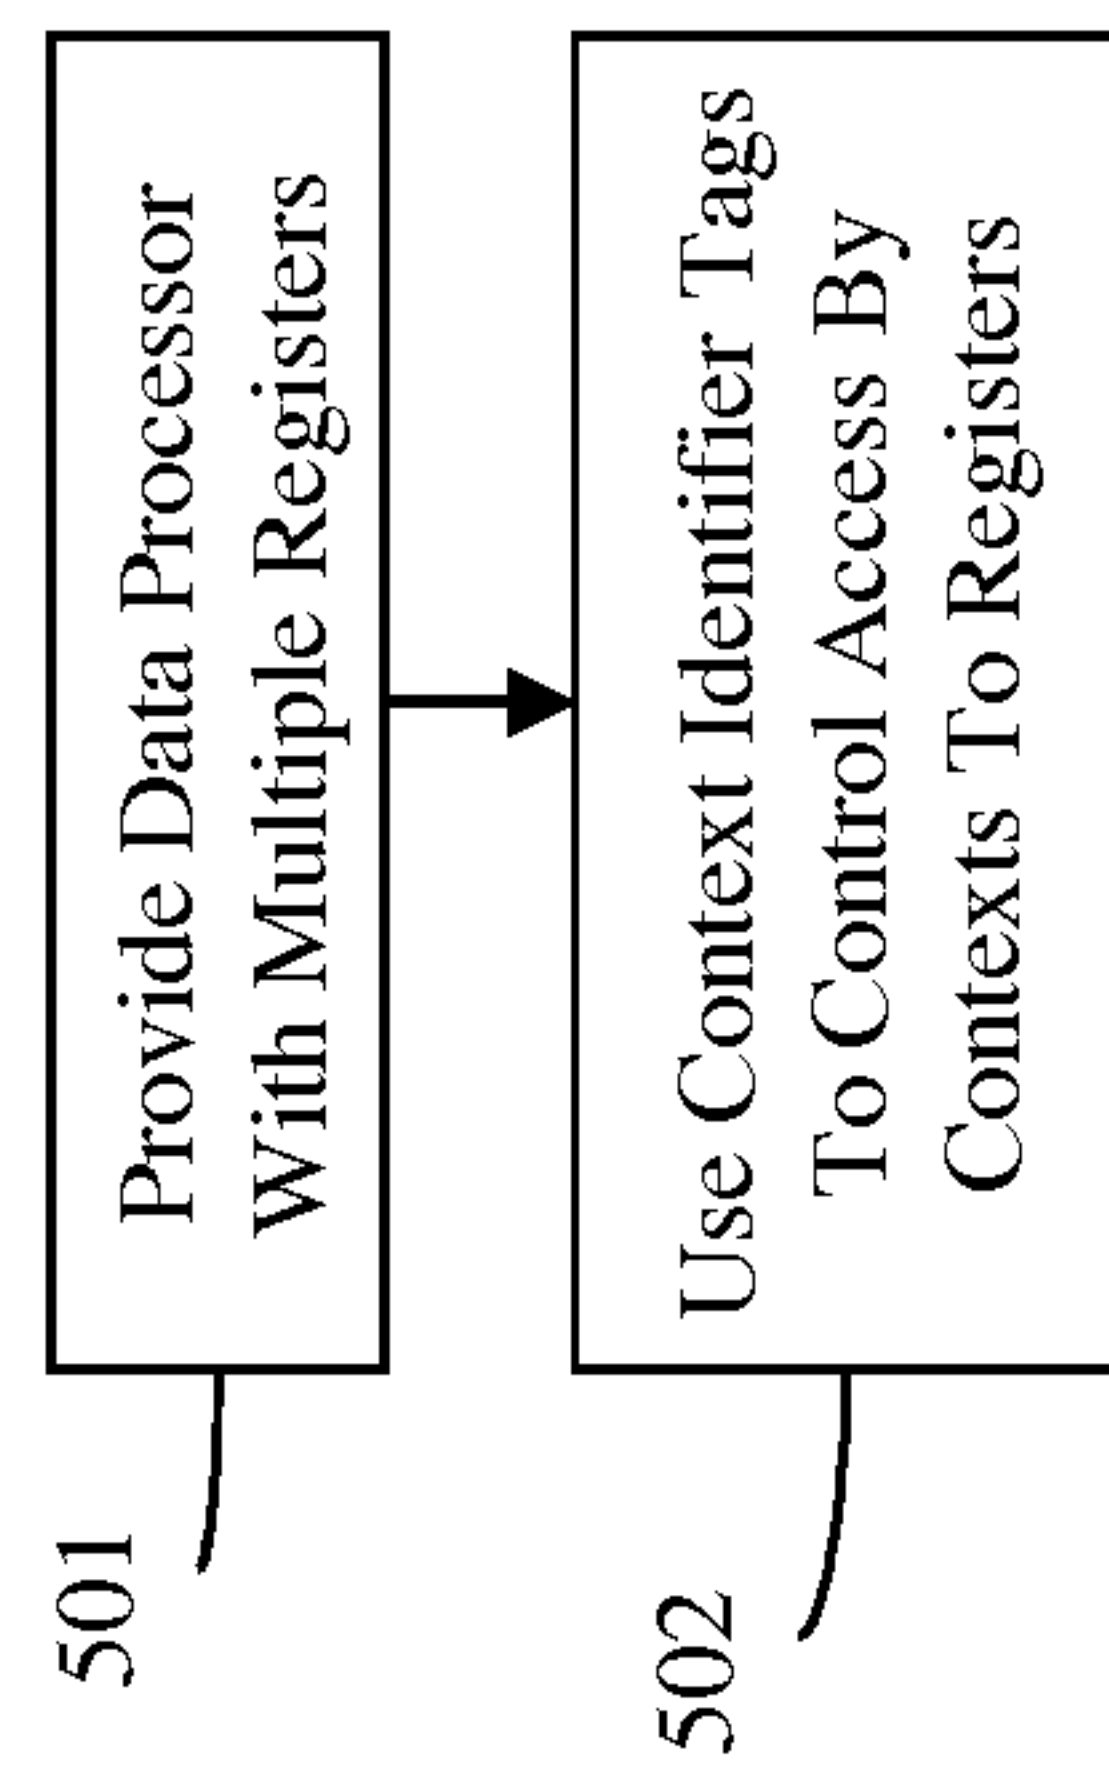 501
Provide Data Processor
With Multiple Registers
502
Use Context Identifier Tags
To Control Access By
Contexts To Registers